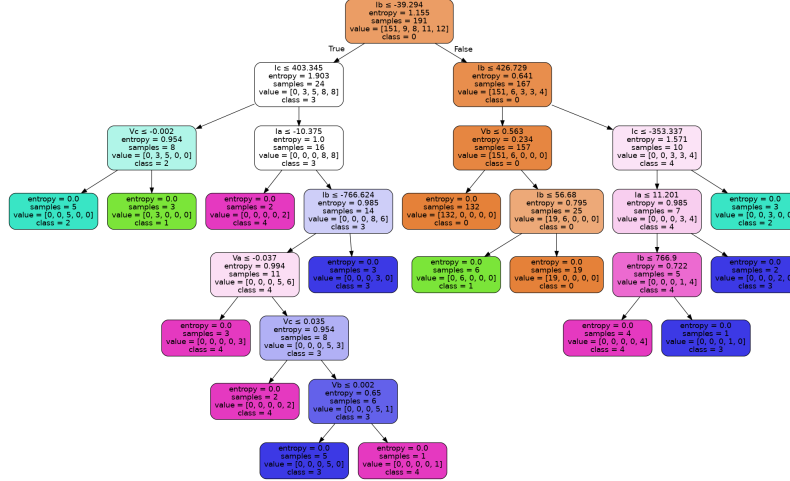 Ib ≤ -39.294
entropy = 1.155
samples = 191
value = [151, 9, 8, 11, 12]
class = 0
True
False
Ic ≤ 403.345
entropy = 1.903
samples = 24
value = [0, 3, 5, 8, 8]
class = 3
Ib ≤ 426.729
entropy = 0.641
samples = 167
value = [151, 6, 3, 3, 4]
class = 0
Vc ≤ -0.002
entropy = 0.954
samples = 8
value = [0, 3, 5, 0, 0]
class = 2
Ia ≤ -10.375
entropy = 1.0
samples = 16
value = [0, 0, 0, 8, 8]
class = 3
Vb ≤ 0.563
entropy = 0.234
samples = 157
value = [151, 6, 0, 0, 0]
class = 0
Ic ≤ -353.337
entropy = 1.571
samples = 10
value = [0, 0, 3, 3, 4]
class = 4
entropy = 0.0
samples = 5
value = [0, 0, 5, 0, 0]
class = 2
entropy = 0.0
samples = 3
value = [0, 3, 0, 0, 0]
class = 1
entropy = 0.0
samples = 2
value = [0, 0, 0, 0, 2]
class = 4
Ib ≤ -766.624
entropy = 0.985
samples = 14
value = [0, 0, 0, 8, 6]
class = 3
entropy = 0.0
samples = 132
value = [132, 0, 0, 0, 0]
class = 0
Ib ≤ 56.68
entropy = 0.795
samples = 25
value = [19, 6, 0, 0, 0]
class = 0
Ia ≤ 11.201
entropy = 0.985
samples = 7
value = [0, 0, 0, 3, 4]
class = 4
entropy = 0.0
samples = 3
value = [0, 0, 3, 0, 0
class = 2
Va ≤ -0.037
entropy = 0.994
samples = 11
value = [0, 0, 0, 5, 6]
class = 4
entropy = 0.0
samples = 3
value = [0, 0, 0, 3, 0]
class = 3
entropy = 0.0
samples = 6
value = [0, 6, 0, 0, 0]
class = 1
entropy = 0.0
samples = 19
value = [19, 0, 0, 0, 0]
class = 0
Ib ≤ 766.9
entropy = 0.722
samples = 5
value = [0, 0, 0, 1, 4]
class = 4
entropy = 0.0
samples = 2
value = [0, 0, 0, 2, 0
class = 3
entropy = 0.0
samples = 3
value = [0, 0, 0, 0, 3]
class = 4
Vc ≤ 0.035
entropy = 0.954
samples = 8
value = [0, 0, 0, 5, 3]
class = 3
entropy = 0.0
samples = 4
value = [0, 0, 0, 0, 4]
class = 4
entropy = 0.0
samples = 1
value = [0, 0, 0, 1, 0]
class = 3
entropy = 0.0
samples = 2
value = [0, 0, 0, 0, 2]
class = 4
Vb ≤ 0.002
entropy = 0.65
samples = 6
value = [0, 0, 0, 5, 1]
class = 3
entropy = 0.0
samples = 5
value = [0, 0, 0, 5, 0]
class = 3
entropy = 0.0
samples = 1
value = [0, 0, 0, 0, 1]
class = 4